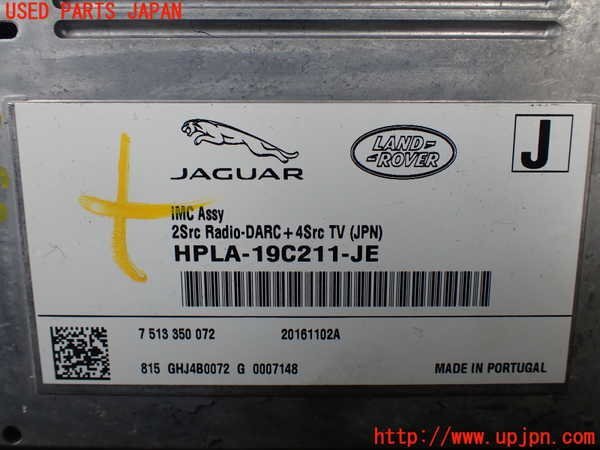 USED PARTS JAPAN
JAGUAR
LAND-
-ROVER
J
IMC Assy
2Src Radio-DARC+4Src TV (JPN)
HPLA-19C211-JE
7 513 350 072 20161102A
815 GHJ4B0072 G 0007148 MADE IN PORTUGAL
http://www.upjpn.com/